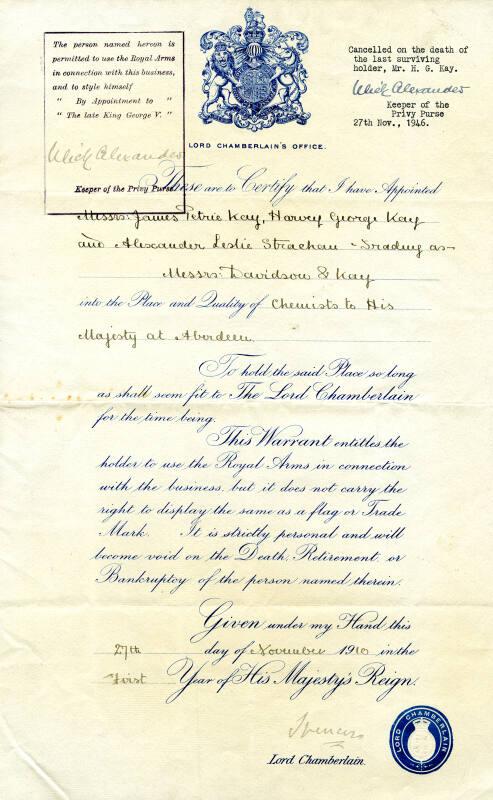 The person named hereon is
permitted to use the Royal Arms
in connection with this business,
and to style himself
" By Appointment to "
" The late King George V. "
Ulick Alexander
Keeper of the Privy Purse.
Cancelled on the death of
the last surviving
holder, Mr. H. G. Kay.
Ulick Alexander
Keeper of the
Privy Purse
27th Nov., 1946.
LORD CHAMBERLAIN'S OFFICE.
These are to Certify that I have Appointed
Messrs: James Petrie Kay, Harvey George Kay
and Alexander Leslie Strachan - Trading as -
Messrs: Davidson & Kay
into the Place and Quality of Chemists to His
Majesty at Aberdeen.
To hold the said Place so long
as shall seem fit to The Lord Chamberlain
for the time being.
This Warrant entitles the
holder to use the Royal Arms in connection
with the business, but it does not carry the
right to display the same as a flag or Trade
Mark. It is strictly personal and will
become void on the Death, Retirement, or
Bankruptcy of the person named therein.
Given under my Hand this
27th day of November 1910 in the
First Year of His Majesty's Reign.
Spencer
Lord Chamberlain.
LORD CHAMBERLAIN